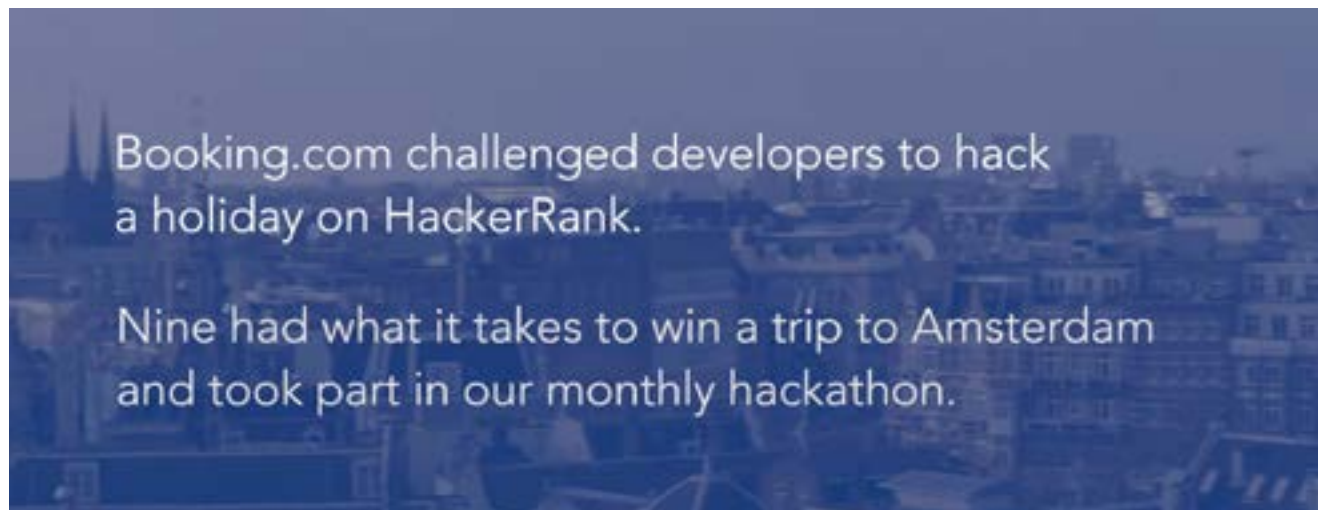 Booking.com challenged developers to hack
a holiday on HackerRank.
Nine had what it takes to win a trip to Amsterdam
and took part in our monthly hackathon.